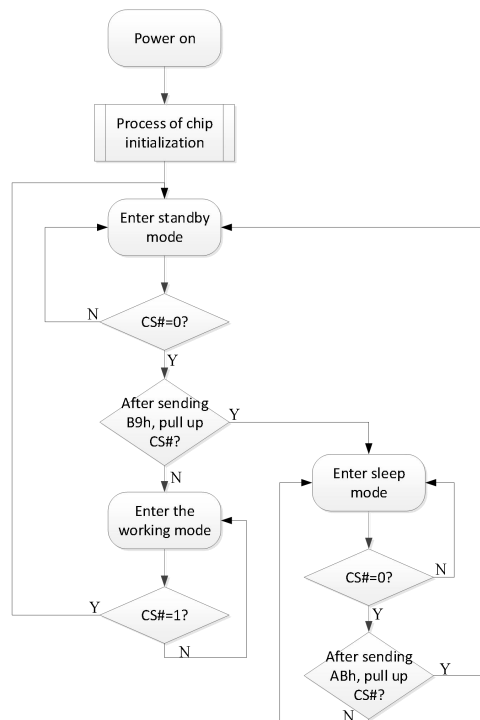 Power on
Process of chip
initialization
Enter standby
mode
N
CS#=0?
Y
After sending
B9h, pull up
CS#?
Y
N
Enter the
working mode
Y
CS#=1?
N
Enter sleep
mode
CS#=0?
N
Y
After sending
ABh, pull up
CS#?
Y
N